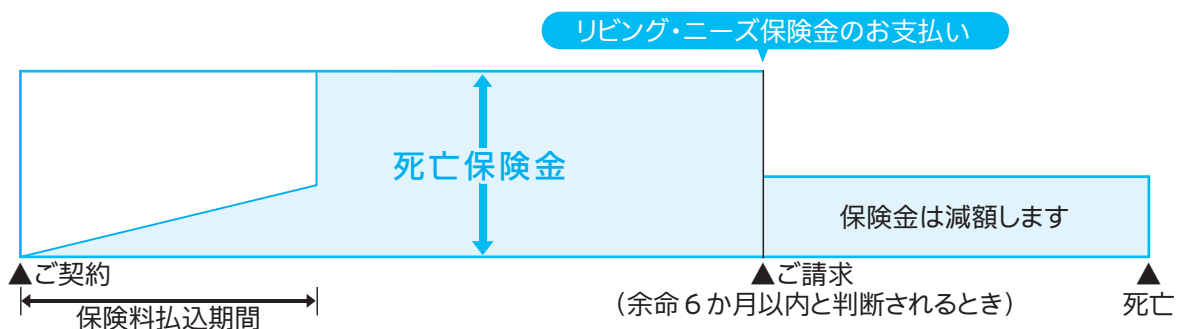 リビング・ニーズ保険金のお支払い
死亡保険金
保険金は減額します
▲ご契約
▲ご請求
▲
(余命6か月以内と判断されるとき)
死亡
保険料払込期間